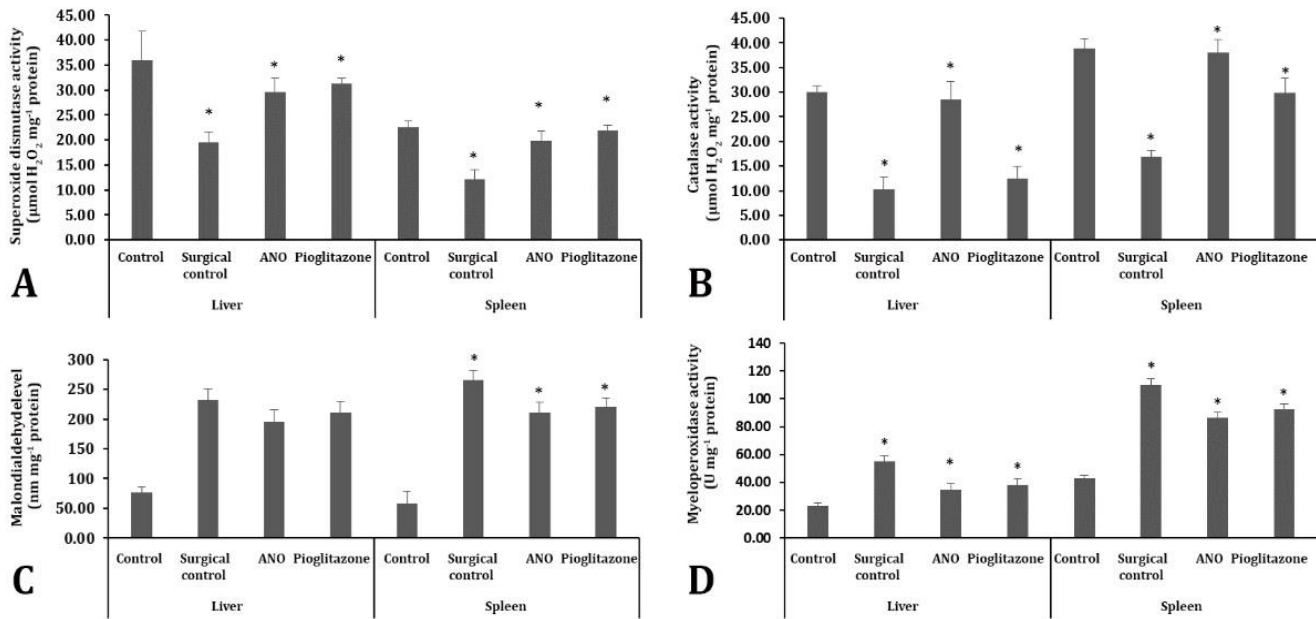 Superoxide dismutase activity
(µmol H₂O₂ mg⁻¹ protein)
45.00
40.00
35.00
30.00
25.00
20.00
15.00
10.00
5.00
0.00
*
*
*
*
*
*
Control
Surgical control
ANO
Pioglitazone
Control
Surgical control
ANO
Pioglitazone
Liver
Spleen
A
Catalase activity
(µmol H₂O₂ mg⁻¹ protein)
45.00
40.00
35.00
30.00
25.00
20.00
15.00
10.00
5.00
0.00
*
*
*
*
*
*
Control
Surgical control
ANO
Pioglitazone
Control
Surgical control
ANO
Pioglitazone
Liver
Spleen
B
Malondialdehydelevel
(nm mg⁻¹ protein)
300
250
200
150
100
50.00
0.00
*
*
*
Control
Surgical control
ANO
Pioglitazone
Control
Surgical control
ANO
Pioglitazone
Liver
Spleen
C
Myeloperoxidase activity
(U mg⁻¹ protein)
140
120
100
80.00
60.00
40.00
20.00
0.00
*
*
*
*
*
*
Control
Surgical control
ANO
Pioglitazone
Control
Surgical control
ANO
Pioglitazone
Liver
Spleen
D